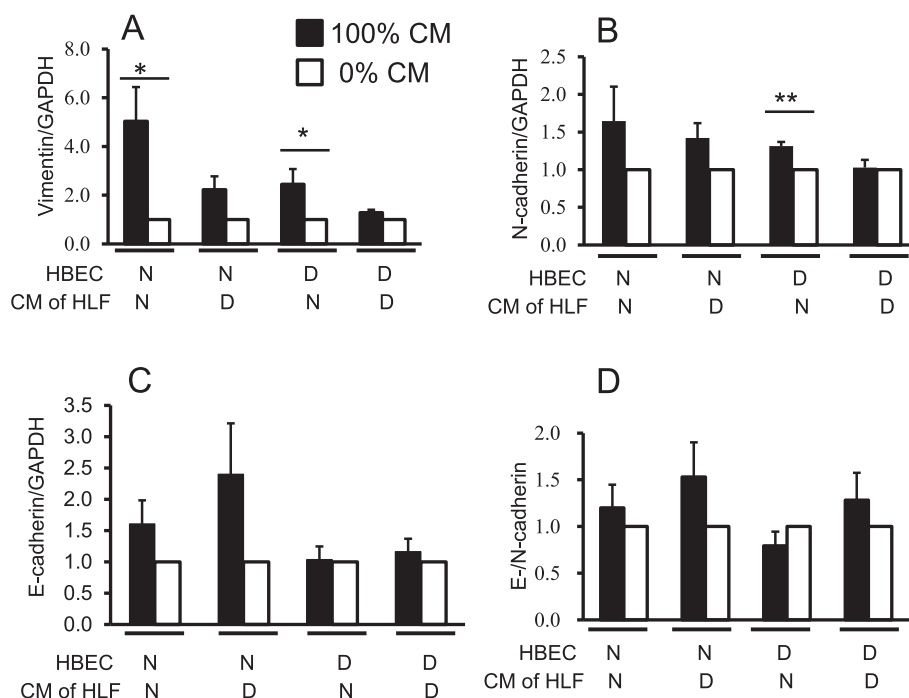 A
100% CM
0% CM
Vimentin/GAPDH
8.0
6.0
4.0
2.0
0.0
*
*
HBEC N N D D
CM of HLF N D N D
B
N-cadherin/GAPDH
2.5
2.0
1.5
1.0
0.5
0.0
**
HBEC N N D D
CM of HLF N D N D
C
E-cadherin/GAPDH
3.5
3.0
2.5
2.0
1.5
1.0
0.5
0.0
HBEC N N D D
CM of HLF N D N D
D
E-/N-cadherin
2.0
1.5
1.0
0.5
0.0
HBEC N N D D
CM of HLF N D N D